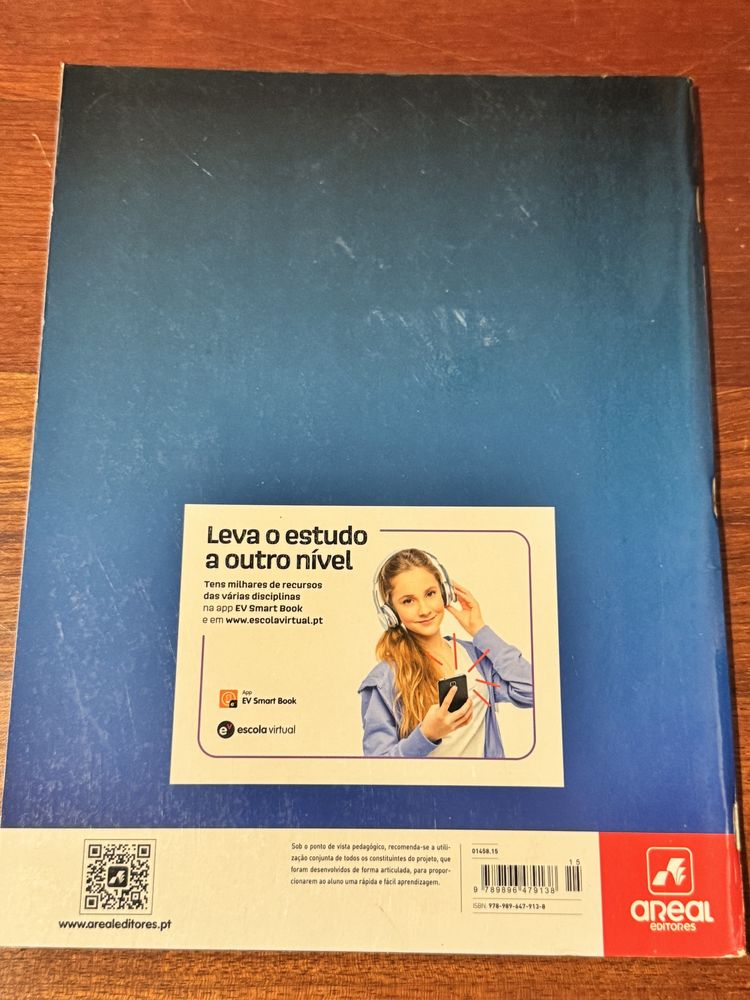 Leva o estudo
a outro nível
Tens milhares de recursos
das várias disciplinas
na app EV Smart Book
e em www.escolavirtual.pt
App
EV Smart Book
ev escola virtual
www.arealeditores.pt
Sob o ponto de vista pedagógico, recomenda-se a utili-
zação conjunta de todos os constituintes do projeto, que
foram desenvolvidos de forma articulada, para propor-
cionarem ao aluno uma rápida e fácil aprendizagem.
01458.15
15
9 789896 479138
ISBN: 978-989-647-913-8
areal
EDITORES